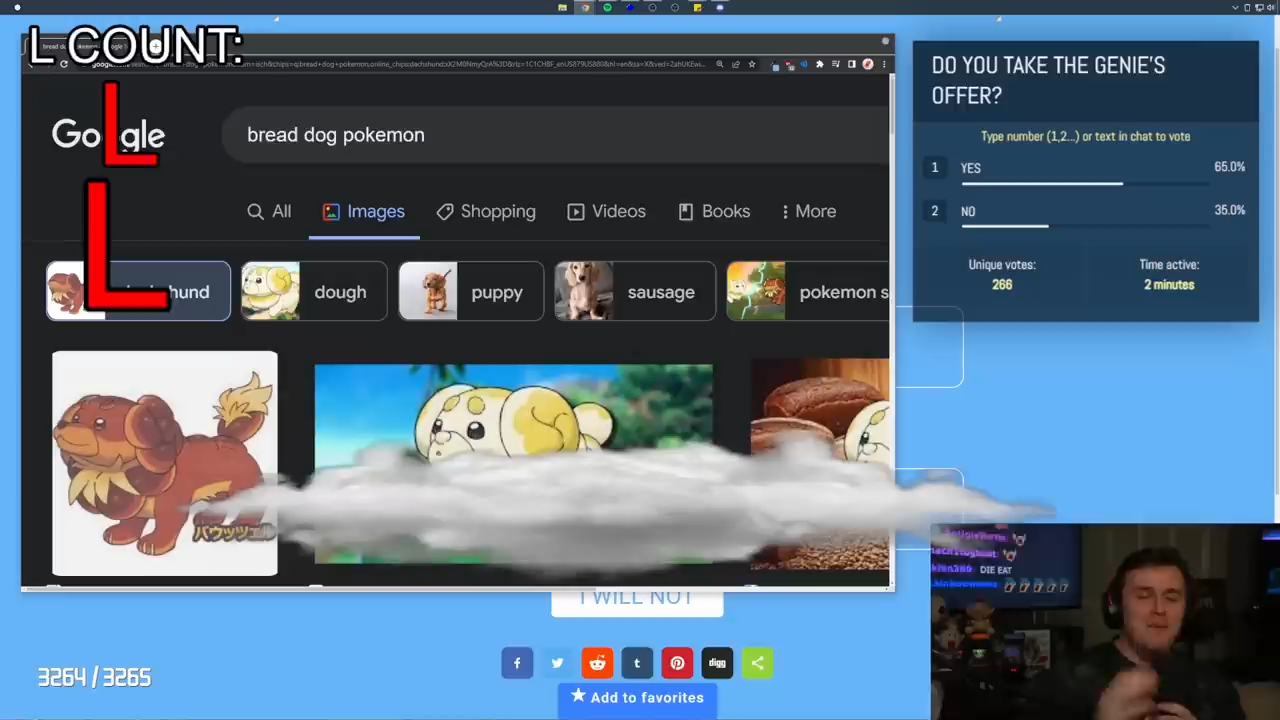 L COUNT:
Google
L
L
bread dog pokemon
All
Images
Shopping
Videos
Books
More
dough
puppy
sausage
pokemon s
パウッツェル
DO YOU TAKE THE GENIE'S
OFFER?
Type number (1,2...) or text in chat to vote
1 YES 65.0%
2 NO 35.0%
Unique votes:
266
Time active:
2 minutes
DIE EAT
I WILL NOT
digg
Add to favorites
3264 / 3265